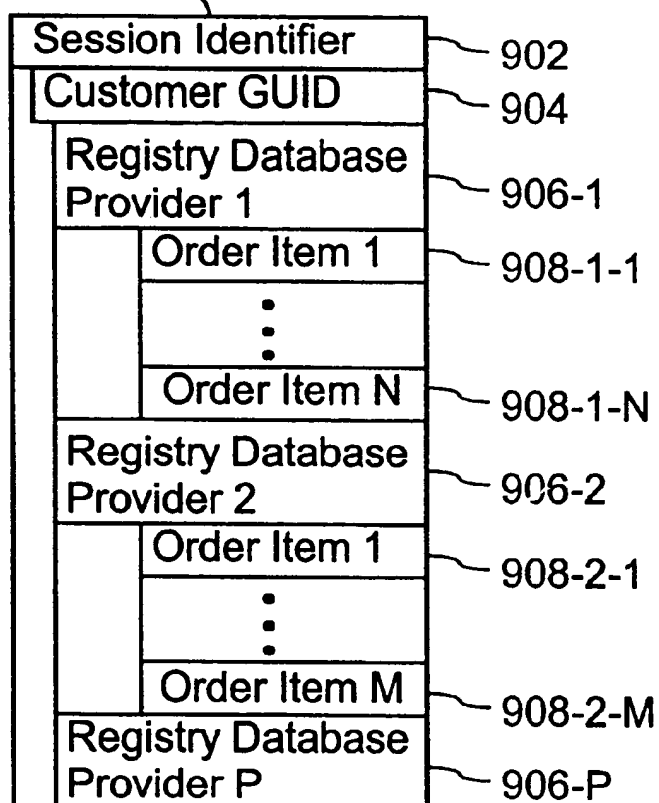 Session Identifier
902
Customer GUID
904
Registry Database
Provider 1
906-1
Order Item 1
908-1-1
Order Item N
908-1-N
Registry Database
Provider 2
906-2
Order Item 1
908-2-1
Order Item M
908-2-M
Registry Database
Provider P
906-P